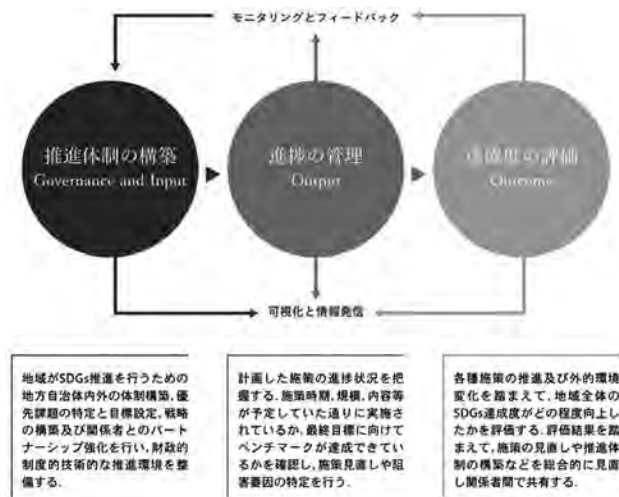 モニタリングとフィードバック
推進体制の構築
Governance and Input
進捗の管理
Output
達成度の評価
Outcome
可視化と情報発信
地域がSDGs推進を行うための
地方自治体内外の体制構築、優
先課題の特定と目標設定、戦略
の構築及び関係者とのパート
ナーシップ強化を行い、財政的
制度的技術的な推進環境を整
備する.
計画した施策の進捗状況を把
握する. 施策時期、規模、内容等
が予定していた通りに実施さ
れているか、最終目標に向けて
ベンチマークが達成できてい
るかを確認し、施策見直しや阻
害要因の特定を行う.
各種施策の推進及び外的環境
変化を踏まえて、地域全体の
SDGs達成度がどの程度向上し
たかを評価する. 評価結果を踏
まえて、施策の見直しや推進体
制の構築などを総合的に見直
し関係者間で共有する.